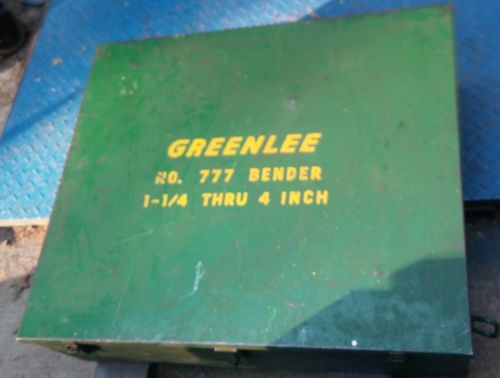 GREENLEE
NO. 777 BENDER
1-1/4 THRU 4 INCH